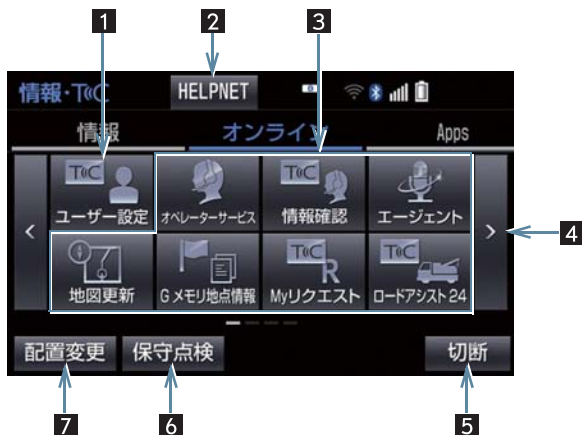 1 2 3
情報・T@C HELPNET
情報 オンライン Apps
T@C T@C
ユーザー設定 オペレーターサービス 情報確認 エージェント
< > 4
T@C T@C
R
地図更新 Gメモリ地点情報 Myリクエスト ロードアシスト24
配置変更 保守点検 切断
7 6 5